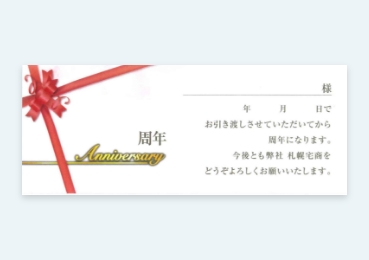 周年
Anniversary
様
年 月 日で
お引き渡しさせていただいてから
周年になります。
今後とも弊社 札幌宅商を
どうぞよろしくお願いいたします。